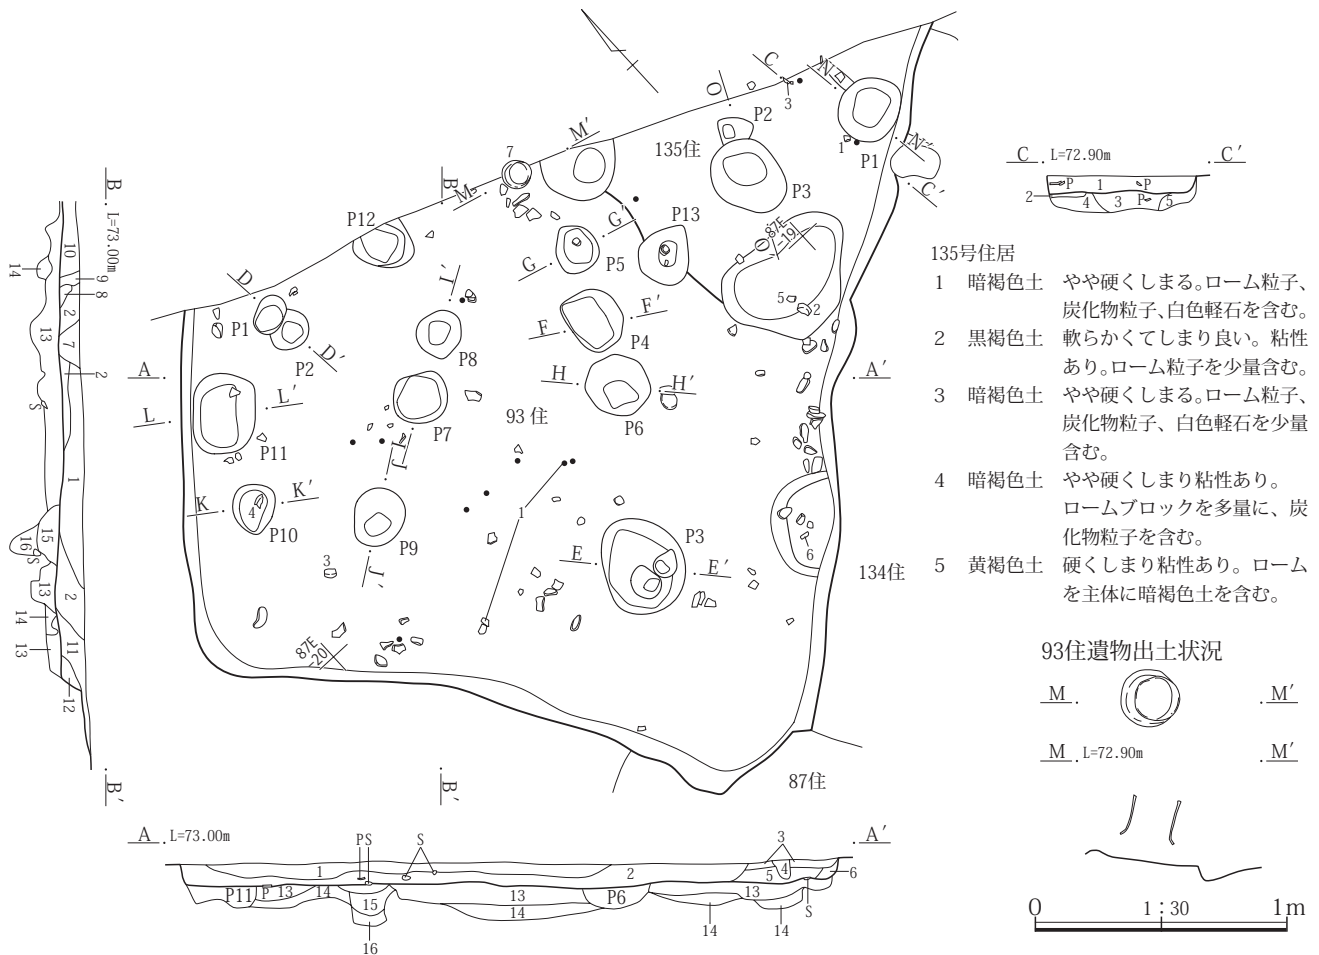 C
3
N
O
P2
135住
P1
1
N′
C′
P3
7
M′
M
B
P12
G′
P13
G
P5
87E
-19
O′
5
2
D
I′
P1
P2
D′
P8
F
F′
P4
A
A′
L
L′
H
H′
P6
93住
P7
P11
I
J
K
K′
4
P10
P9
1
3
J′
P3
E
E′
6
134住
87E
-20
87住
B′
B
L=73.00m
10
9
8
14
2
13
7
2
S
1
15
16
S
13
2
14
11
13
12
B′
A L=73.00m A′
P S
S
3
1
2
5
4
6
P11
P
13
14
15
16
13
14
P6
13
14
14
S
C L=72.90m C′
P
1
P
2
4
3
P
5
135号住居
1 暗褐色土 やや硬くしまる。ローム粒子、
炭化物粒子、白色軽石を含む。
2 黒褐色土 軟らかくてしまり良い。粘性
あり。ローム粒子を少量含む。
3 暗褐色土 やや硬くしまる。ローム粒子、
炭化物粒子、白色軽石を少量
含む。
4 暗褐色土 やや硬くしまり粘性あり。
ロームブロックを多量に、炭
化物粒子を含む。
5 黄褐色土 硬くしまり粘性あり。ローム
を主体に暗褐色土を含む。
93住遺物出土状況
M M′
M L=72.90m M′
0 1:30 1m